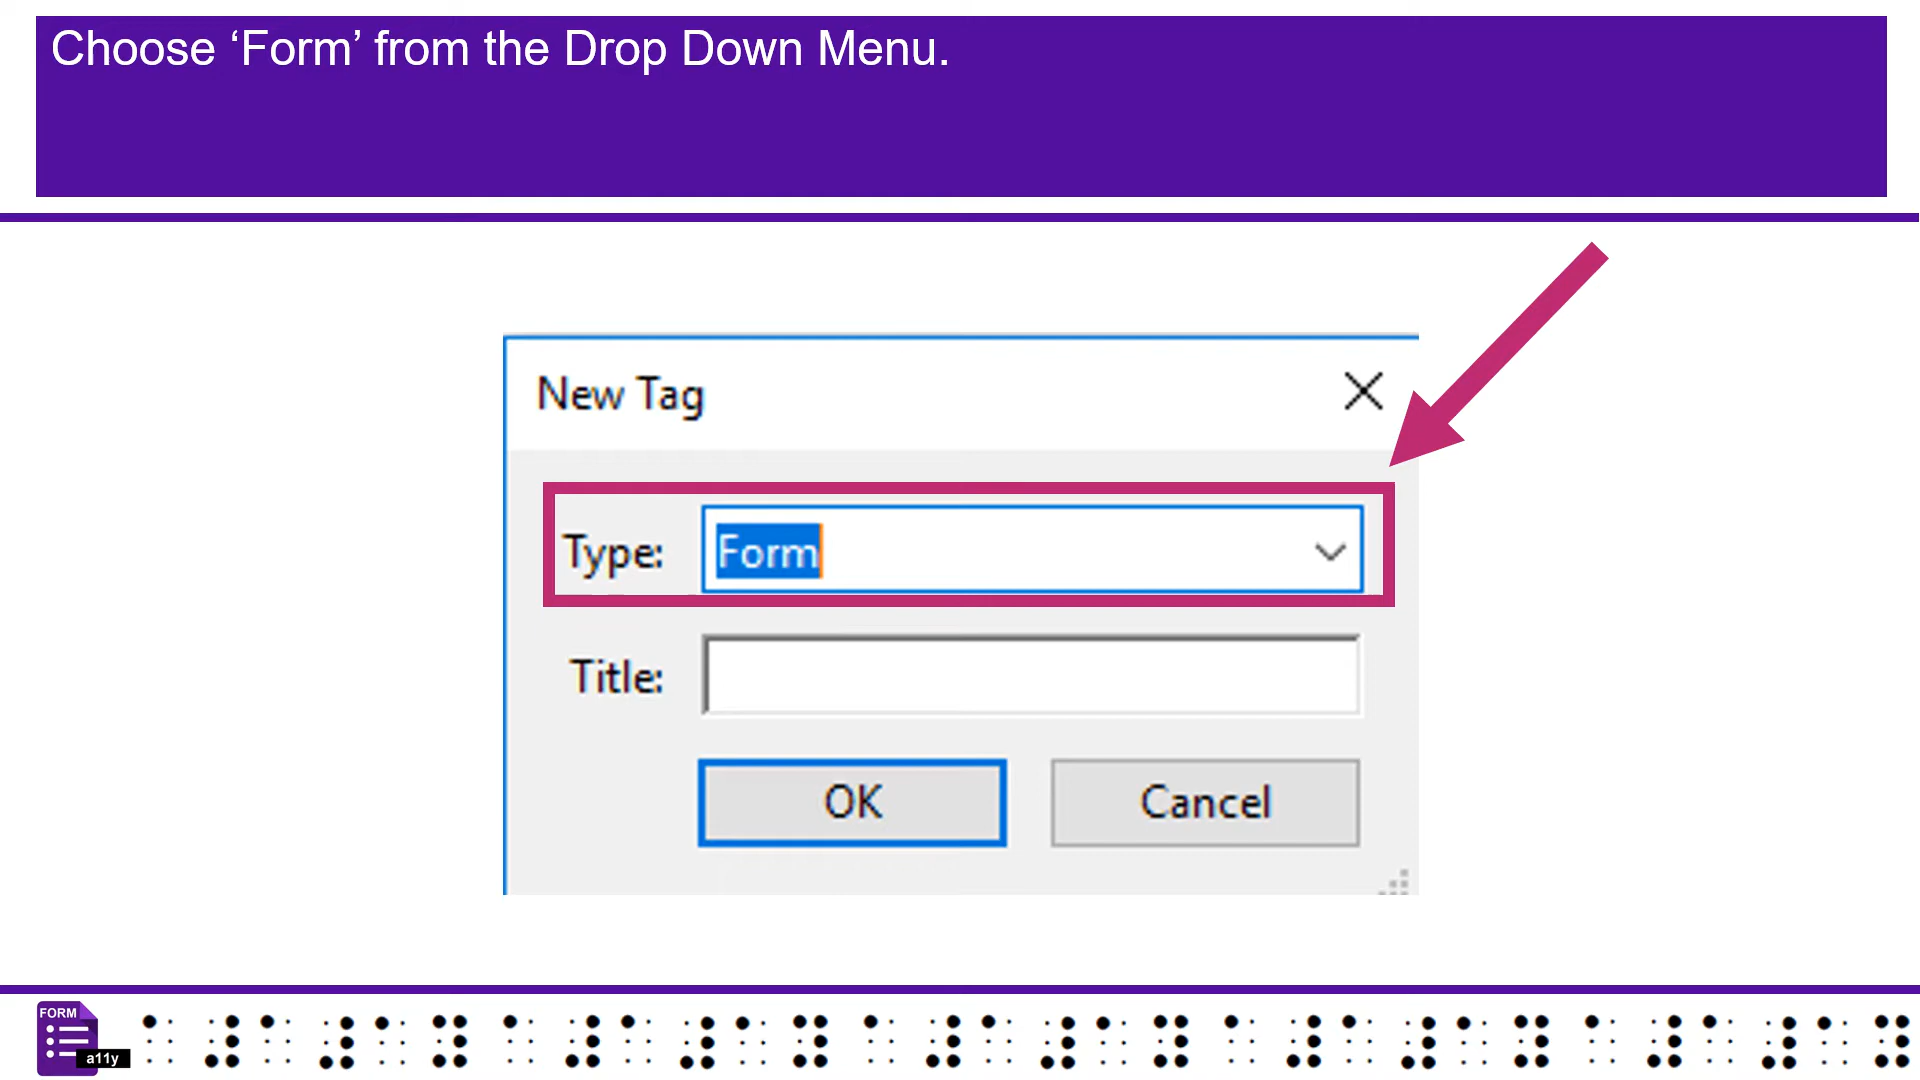 Choose ‘Form’ from the Drop Down Menu.
New Tag
Type: Form
Title:
OK Cancel
FORM
a11y